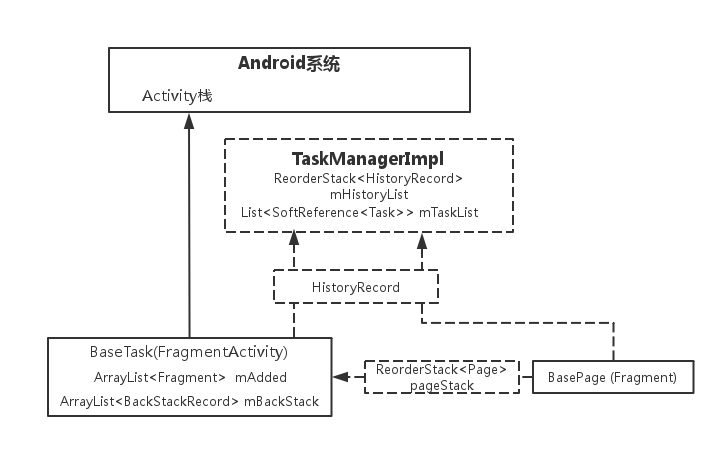 Android系统
Activity栈
TaskManagerImpl
ReorderStack<HistoryRecord>
mHistoryList
List<SoftReference<Task>> mTaskList
HistoryRecord
BaseTask(FragmentActivity)
ArrayList<Fragment> mAdded
ArrayList<BackStackRecord> mBackStack
ReorderStack<Page>
pageStack
BasePage (Fragment)